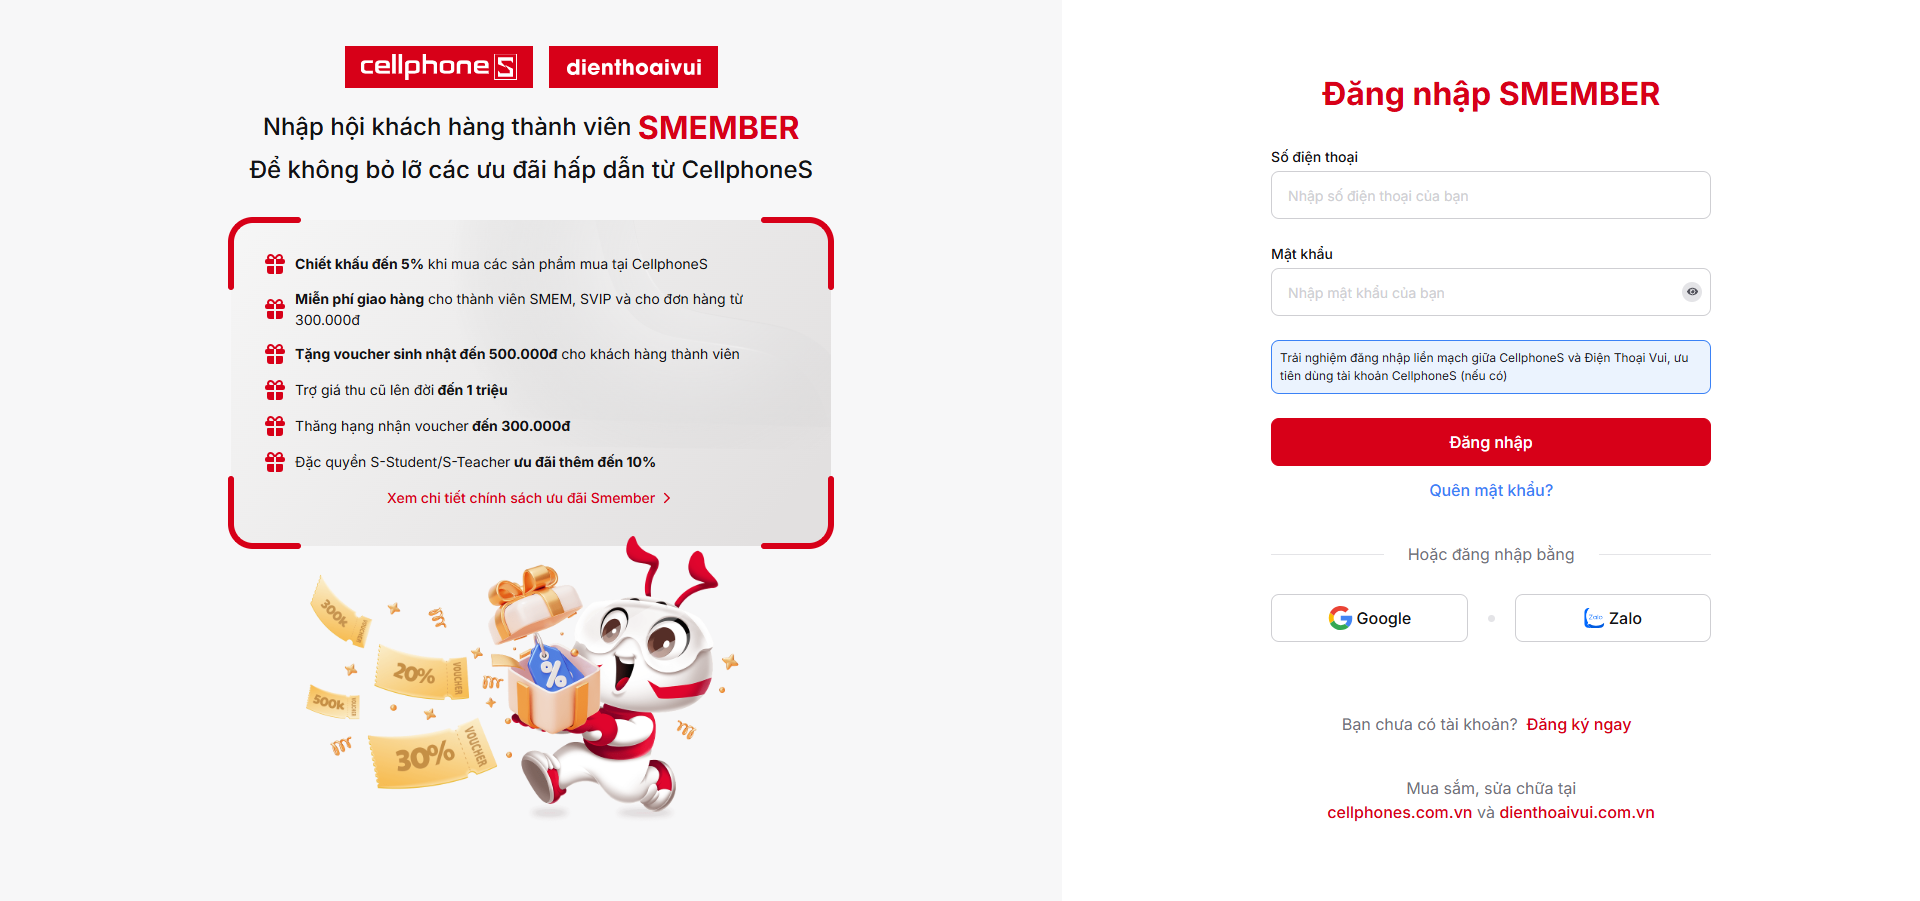 cellphoneS
dienthoaivui
Nhập hội khách hàng thành viên SMEMBER
Để không bỏ lỡ các ưu đãi hấp dẫn từ CellphoneS
Chiết khấu đến 5% khi mua các sản phẩm mua tại CellphoneS
Miễn phí giao hàng cho thành viên SMEM, SVIP và cho đơn hàng từ
300.000đ
Tặng voucher sinh nhật đến 500.000đ cho khách hàng thành viên
Trợ giá thu cũ lên đời đến 1 triệu
Thăng hạng nhận voucher đến 300.000đ
Đặc quyền S-Student/S-Teacher ưu đãi thêm đến 10%
Xem chi tiết chính sách ưu đãi Smember
300k
VOUCHER
20%
VOUCHER
500k
VOUCHER
30%
VOUCHER
%
Đăng nhập SMEMBER
Số điện thoại
Nhập số điện thoại của bạn
Mật khẩu
Nhập mật khẩu của bạn
Trải nghiệm đăng nhập liền mạch giữa CellphoneS và Điện Thoại Vui, ưu
tiên dùng tài khoản CellphoneS (nếu có)
Đăng nhập
Quên mật khẩu?
Hoặc đăng nhập bằng
Google
Zalo
Zalo
Bạn chưa có tài khoản? Đăng ký ngay
Mua sắm, sửa chữa tại
cellphones.com.vn và dienthoaivui.com.vn